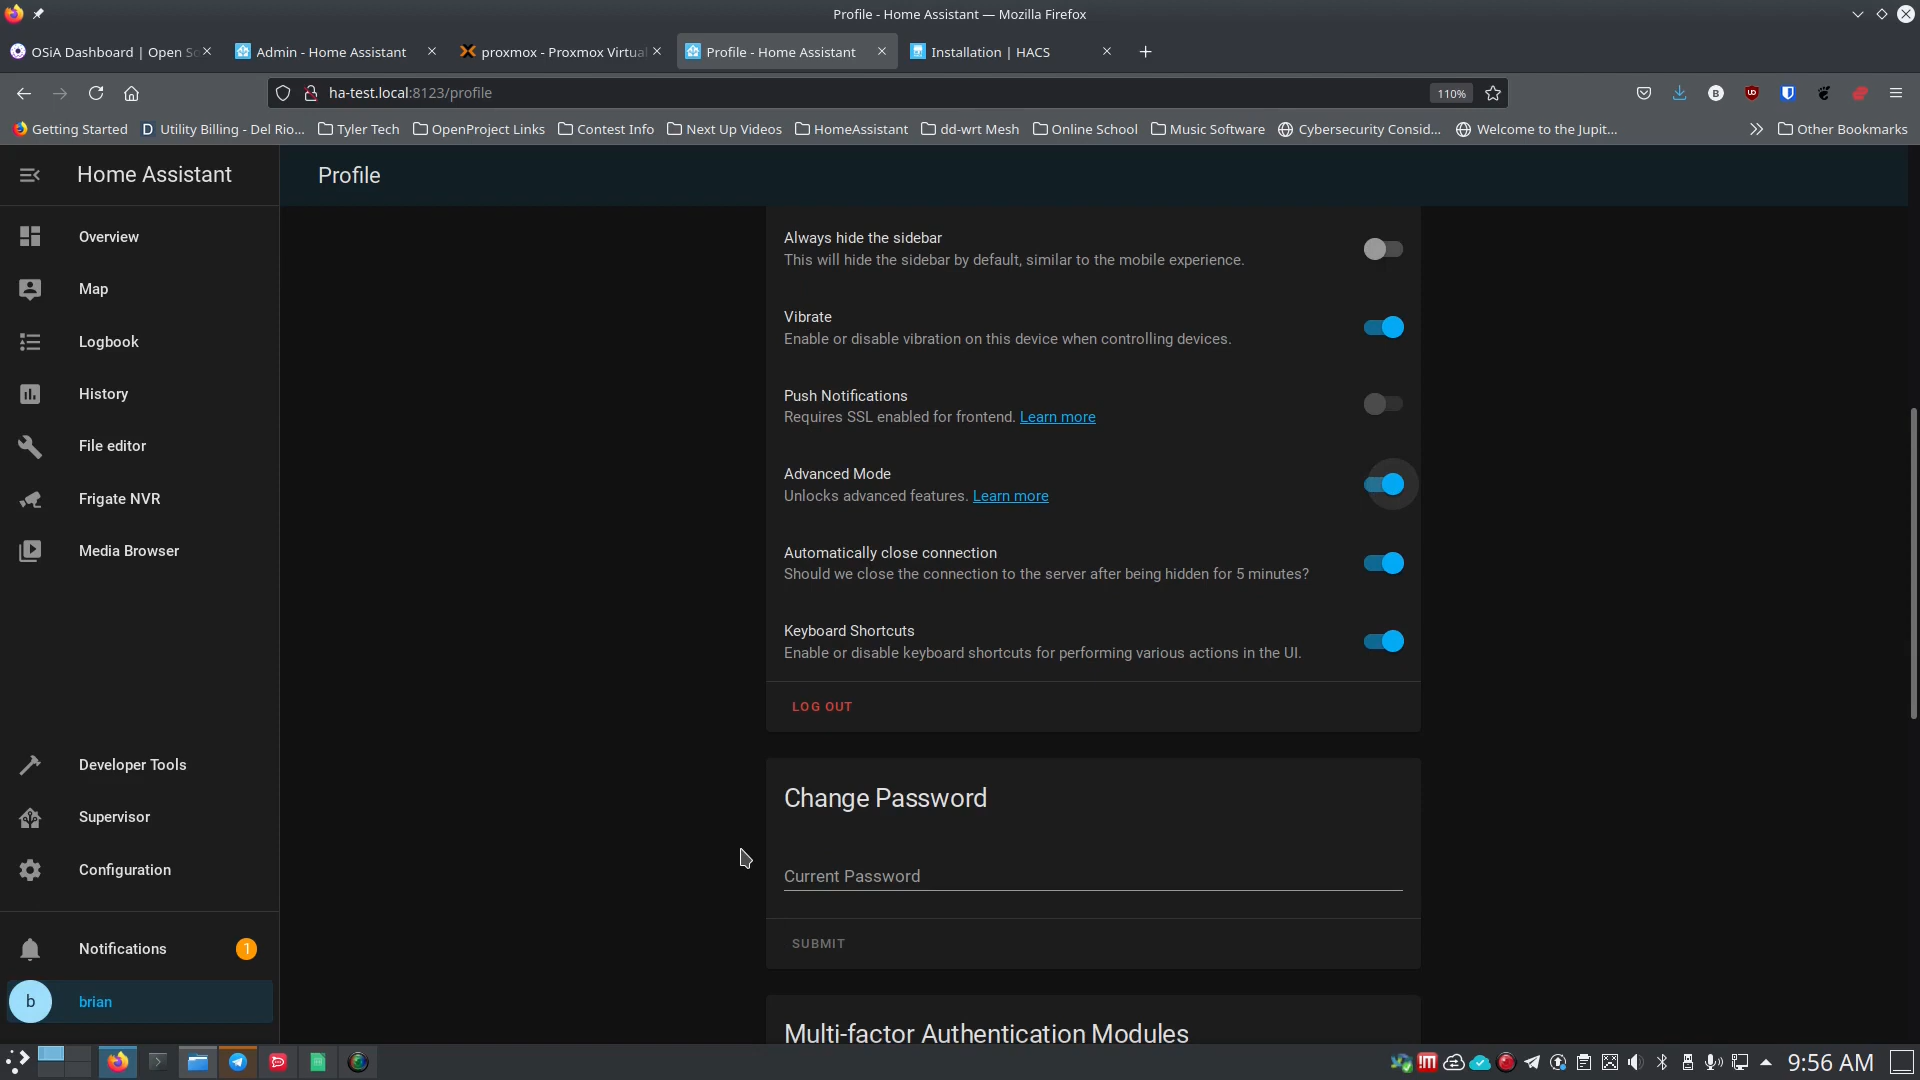 Profile - Home Assistant — Mozilla Firefox
OSiA Dashboard | Open So
Admin - Home Assistant
proxmox - Proxmox Virtual
Profile - Home Assistant
Installation | HACS
ha-test.local:8123/profile
110%
Getting Started
Utility Billing - Del Rio...
Tyler Tech
OpenProject Links
Contest Info
Next Up Videos
HomeAssistant
dd-wrt Mesh
Online School
Music Software
Cybersecurity Consid...
Welcome to the Jupit...
Other Bookmarks
Home Assistant
Overview
Map
Logbook
History
File editor
Frigate NVR
Media Browser
Developer Tools
Supervisor
Configuration
Notifications
1
b
brian
Profile
Always hide the sidebar
This will hide the sidebar by default, similar to the mobile experience.
Vibrate
Enable or disable vibration on this device when controlling devices.
Push Notifications
Requires SSL enabled for frontend. Learn more
Advanced Mode
Unlocks advanced features. Learn more
Automatically close connection
Should we close the connection to the server after being hidden for 5 minutes?
Keyboard Shortcuts
Enable or disable keyboard shortcuts for performing various actions in the UI.
LOG OUT
Change Password
Current Password
SUBMIT
Multi-factor Authentication Modules
9:56 AM